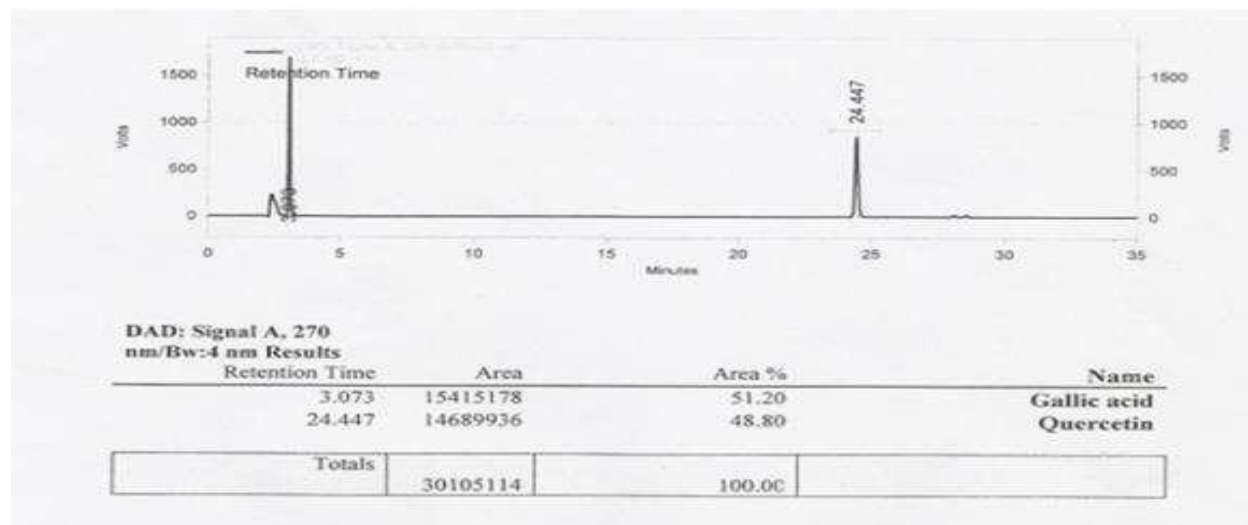 1500 Retention Time 1500
24.447
1000 1000
Volts Volts
500 500
0 0
0 5 10 15 20 25 30 35
Minutes
DAD: Signal A, 270
nm/Bw:4 nm Results
Retention Time Area Area % Name
3.073 15415178 51.20 Gallic acid
24.447 14689936 48.80 Quercetin
Totals
30105114 100.00